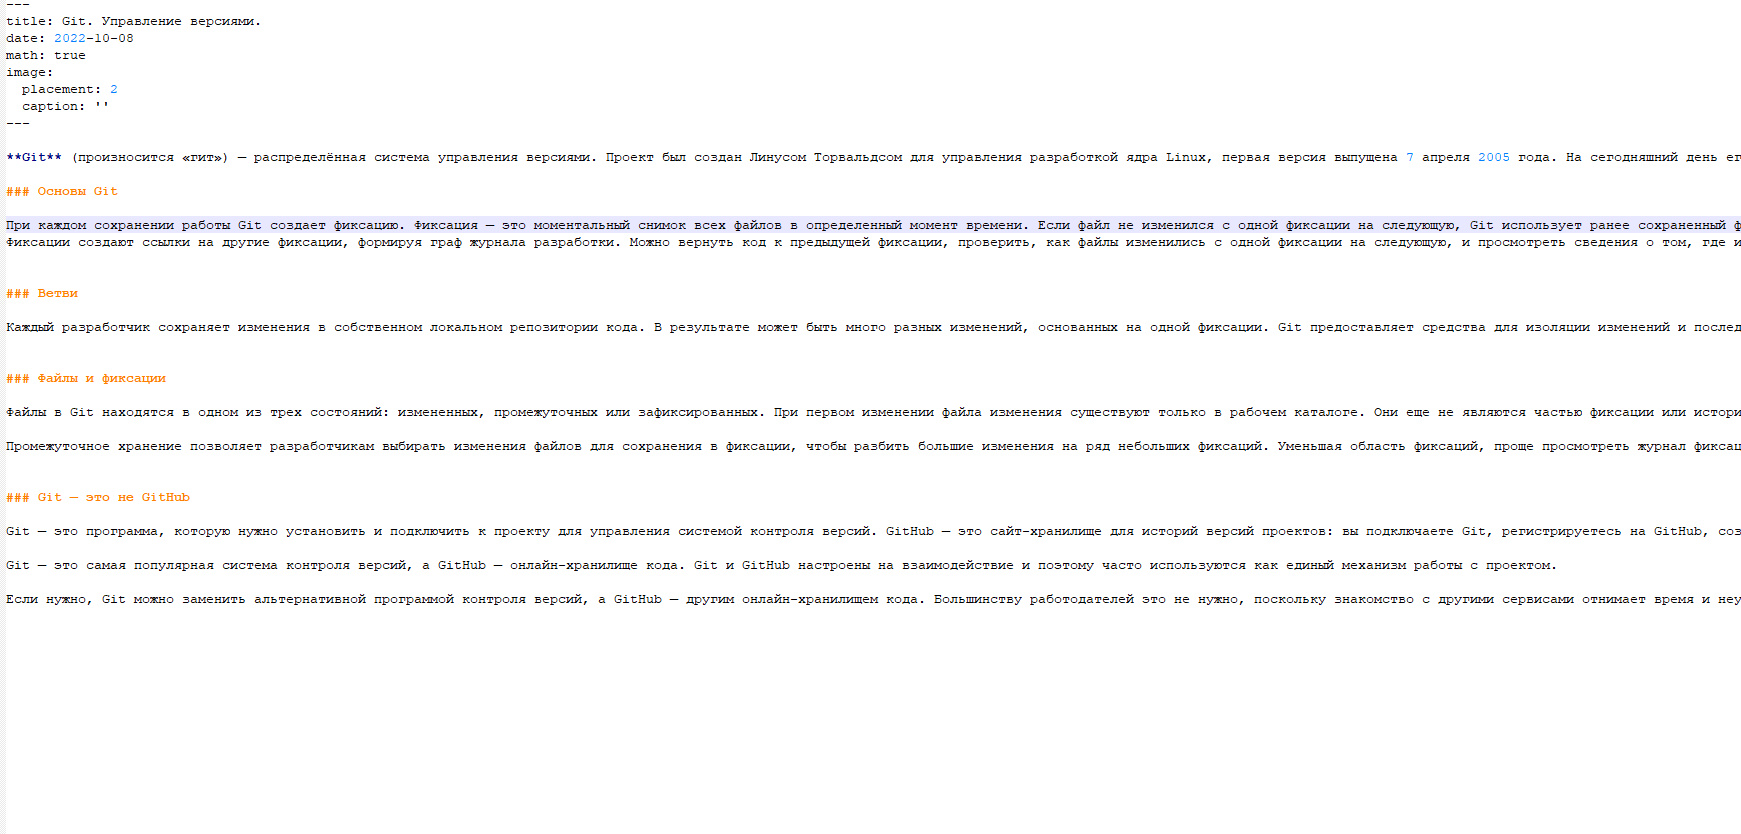 ---
title: Git. Управление версиями.
date: 2022-10-08
math: true
image:
  placement: 2
  caption: ''
---
**Git** (произносится «гит») — распределённая система управления версиями. Проект был создан Линусом Торвальдсом для управления разработкой ядра Linux, первая версия выпущена 7 апреля 2005 года. На сегодняшний день ег
### Основы Git
При каждом сохранении работы Git создает фиксацию. Фиксация — это моментальный снимок всех файлов в определенный момент времени. Если файл не изменился с одной фиксации на следующую, Git использует ранее сохраненный ф
Фиксации создают ссылки на другие фиксации, формируя граф журнала разработки. Можно вернуть код к предыдущей фиксации, проверить, как файлы изменились с одной фиксации на следующую, и просмотреть сведения о том, где и
### Ветви
Каждый разработчик сохраняет изменения в собственном локальном репозитории кода. В результате может быть много разных изменений, основанных на одной фиксации. Git предоставляет средства для изоляции изменений и послед
### Файлы и фиксации
Файлы в Git находятся в одном из трех состояний: измененных, промежуточных или зафиксированных. При первом изменении файла изменения существуют только в рабочем каталоге. Они еще не являются частью фиксации или истори
Промежуточное хранение позволяет разработчикам выбирать изменения файлов для сохранения в фиксации, чтобы разбить большие изменения на ряд небольших фиксаций. Уменьшая область фиксаций, проще просмотреть журнал фиксац
### Git — это не GitHub
Git — это программа, которую нужно установить и подключить к проекту для управления системой контроля версий. GitHub — это сайт-хранилище для историй версий проектов: вы подключаете Git, регистрируетесь на GitHub, соз
Git — это самая популярная система контроля версий, а GitHub — онлайн-хранилище кода. Git и GitHub настроены на взаимодействие и поэтому часто используются как единый механизм работы с проектом.
Если нужно, Git можно заменить альтернативной программой контроля версий, а GitHub — другим онлайн-хранилищем кода. Большинству работодателей это не нужно, поскольку знакомство с другими сервисами отнимает время и неу